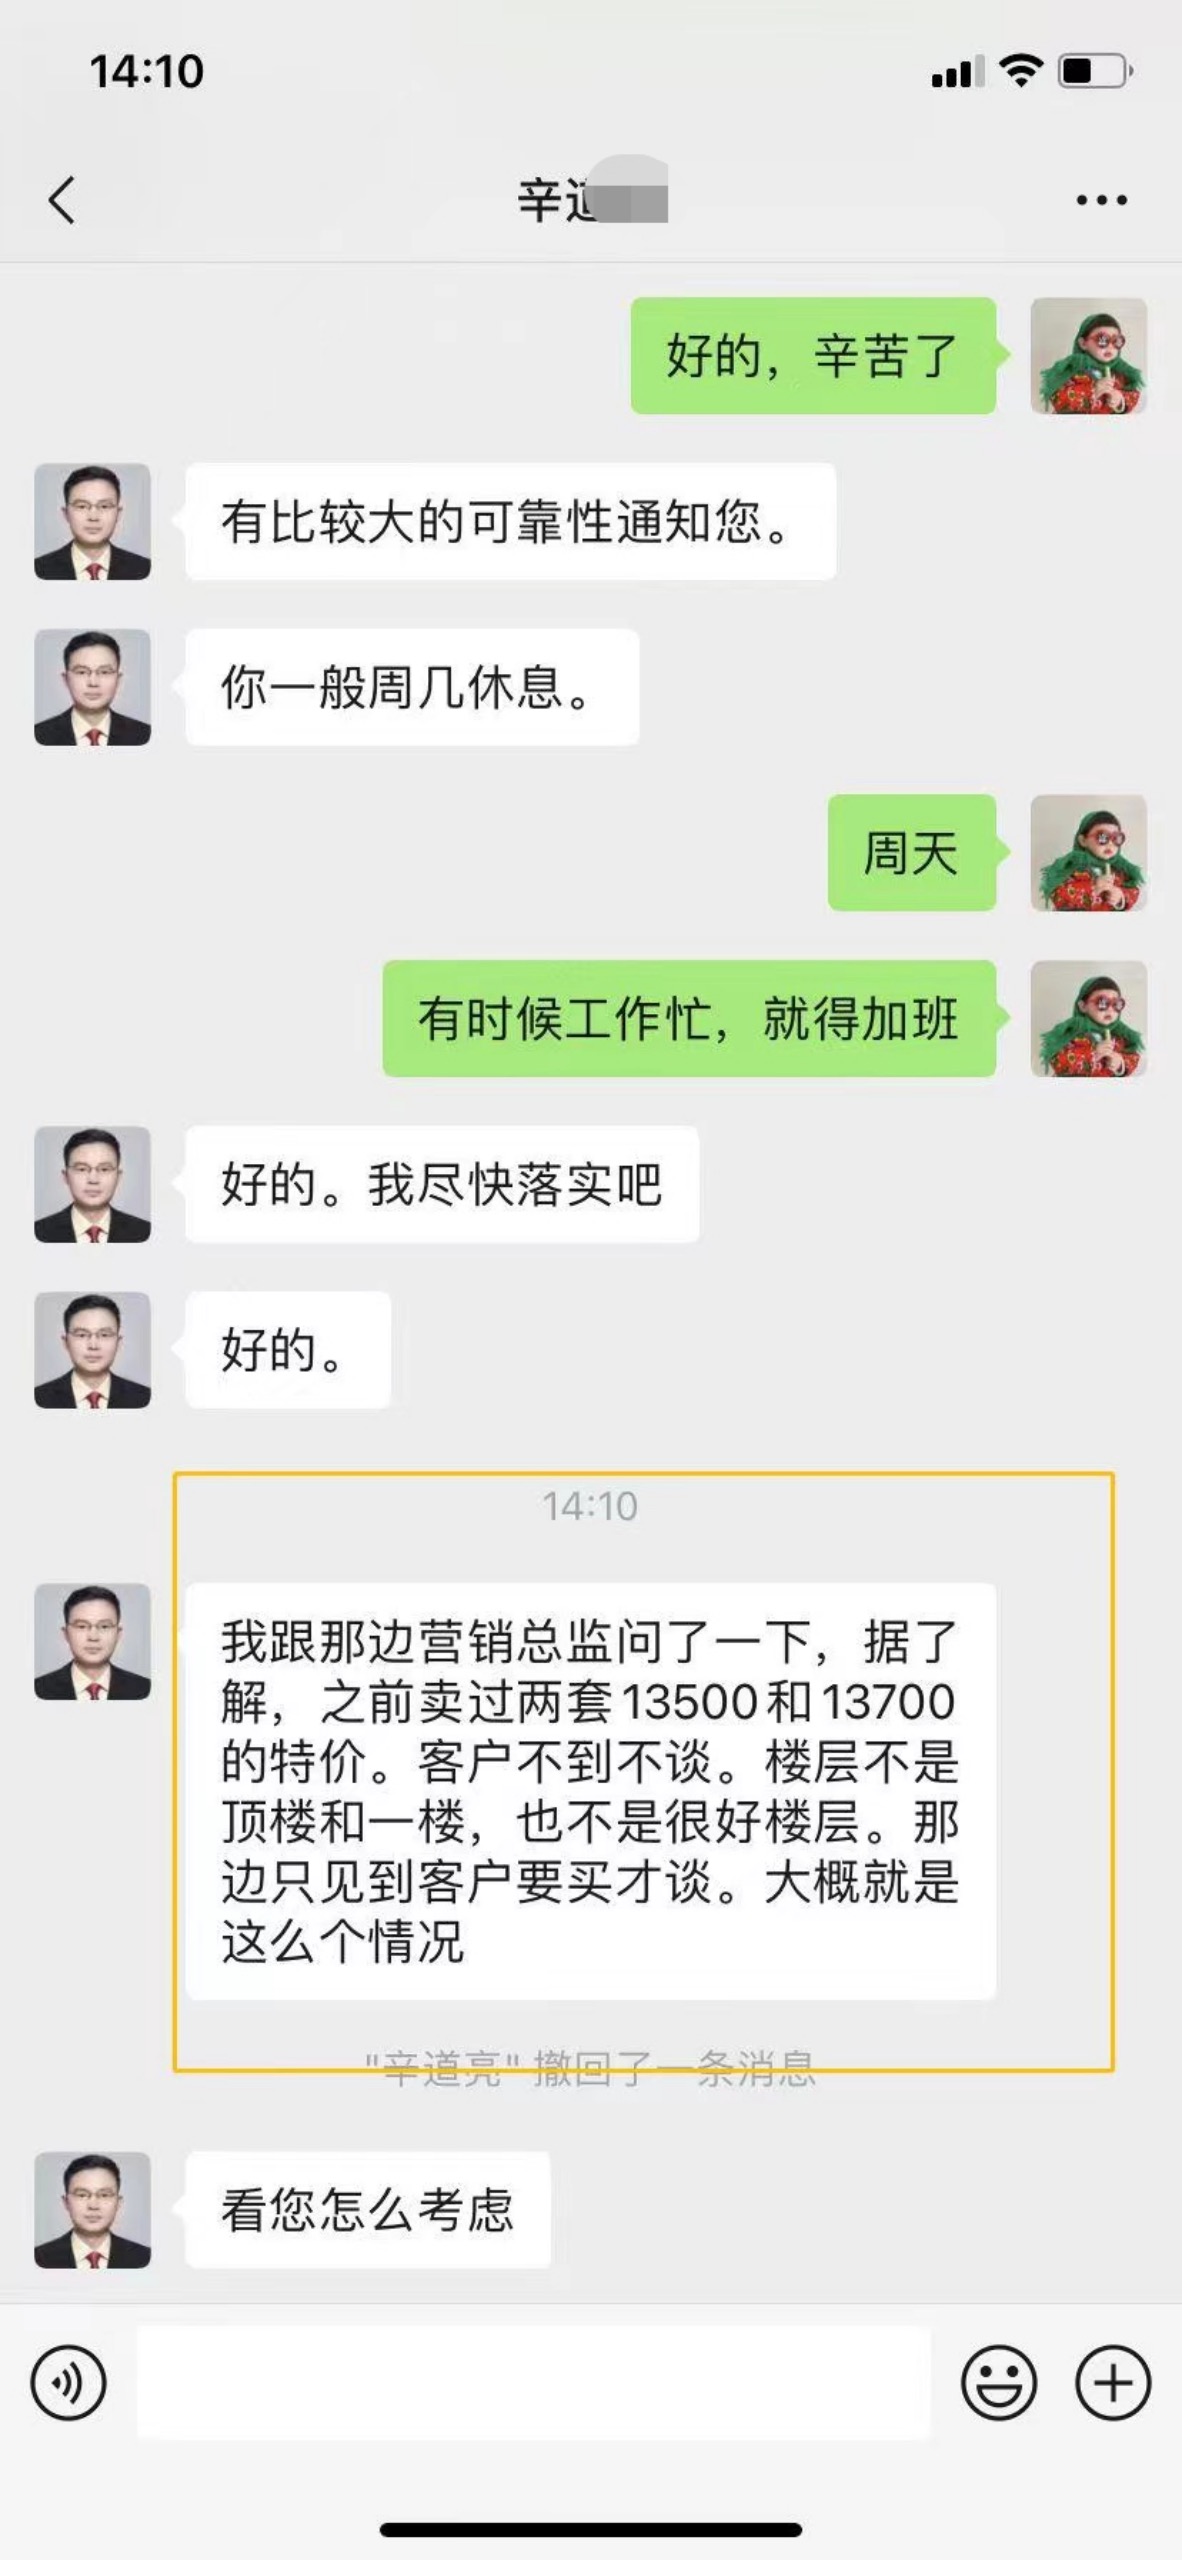 14:10
辛道
好的，辛苦了
有比较大的可靠性通知您。
你一般周几休息。
周天
有时候工作忙，就得加班
好的。我尽快落实吧
好的。
14:10
我跟那边营销总监问了一下，据了
解，之前卖过两套13500和13700
的特价。客户不到不谈。楼层不是
顶楼和一楼，也不是很好楼层。那
边只见到客户要买才谈。大概就是
这么个情况
"辛道亮" 撤回了一条消息
看您怎么考虑